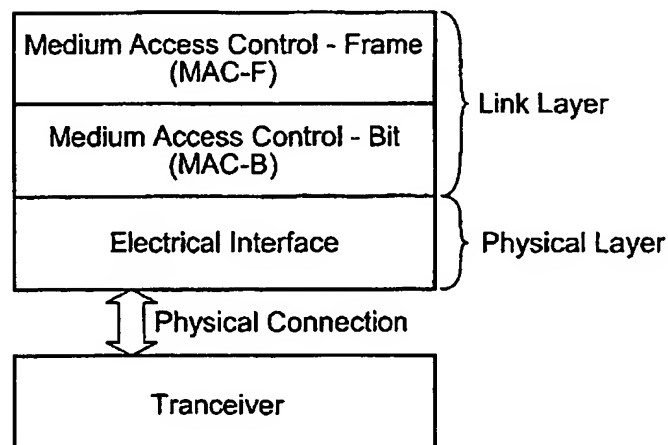 Medium Access Control - Frame
(MAC-F)
Link Layer
Medium Access Control - Bit
(MAC-B)
Electrical Interface
Physical Layer
Physical Connection
Tranceiver